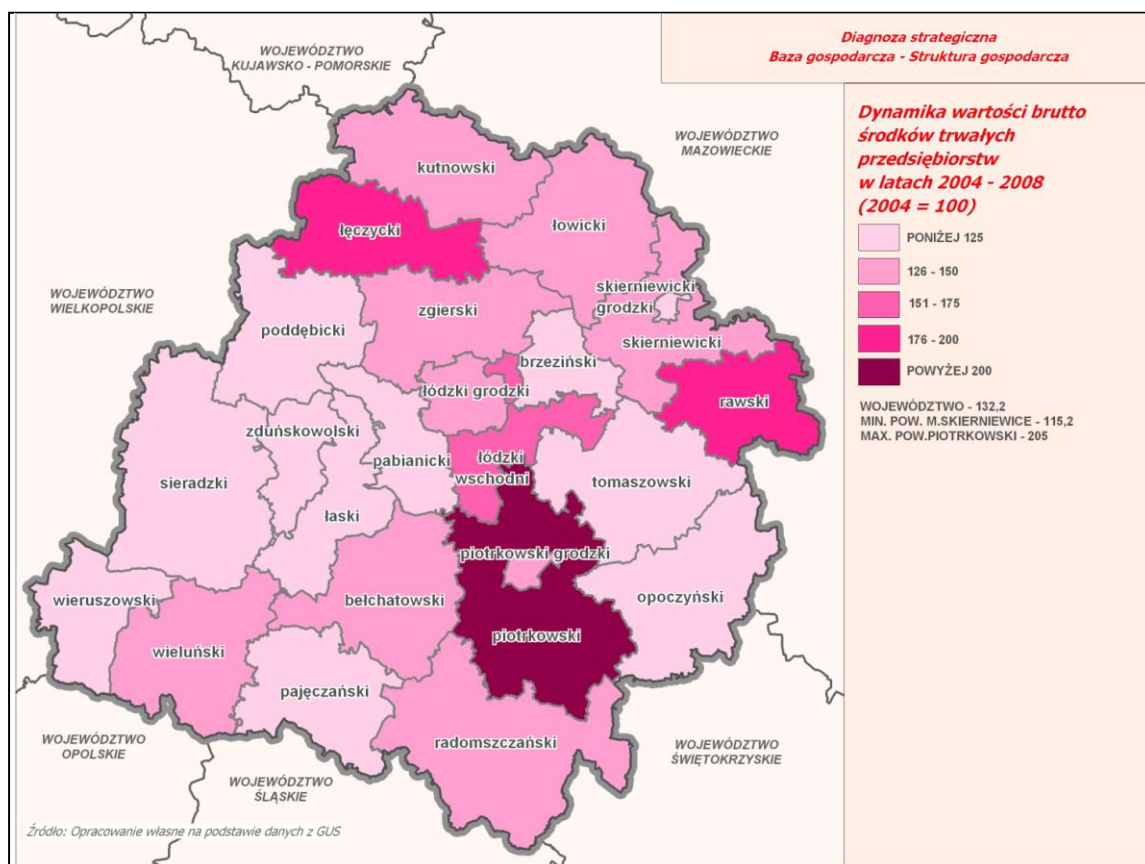 Diagnoza strategiczna
Baza gospodarcza - Struktura gospodarcza
Dynamika wartości brutto
środków trwałych
przedsiębiorstw
w latach 2004 - 2008
(2004 = 100)
PONIŻEJ 125
126 - 150
151 - 175
176 - 200
POWYŻEJ 200
WOJEWÓDZTWO - 132,2
MIN. POW. M.SKIERNIEWICE - 115,2
MAX. POW.PIOTRKOWSKI - 205
WOJEWÓDZTWO
KUJAWSKO - POMORSKIE
WOJEWÓDZTWO
MAZOWIECKIE
kutnowski
łęczycki
łowicki
WOJEWÓDZTWO
WIELKOPOLSKIE
skierniewicki
grodzki
zgierski
poddębicki
skierniewicki
brzeziński
łódzki grodzki
rawski
zduńskowolski
pabianicki
łódzki
wschodni
sieradzki
tomaszowski
łaski
piotrkowski grodzki
wieruszowski
bełchatowski
opoczyński
piotrkowski
wieluński
pajęczański
radomszczański
WOJEWÓDZTWO
OPOLSKIE
WOJEWÓDZTWO
ŚWIĘTOKRZYSKIE
WOJEWÓDZTWO
ŚLĄSKIE
Źródło: Opracowanie własne na podstawie danych z GUS